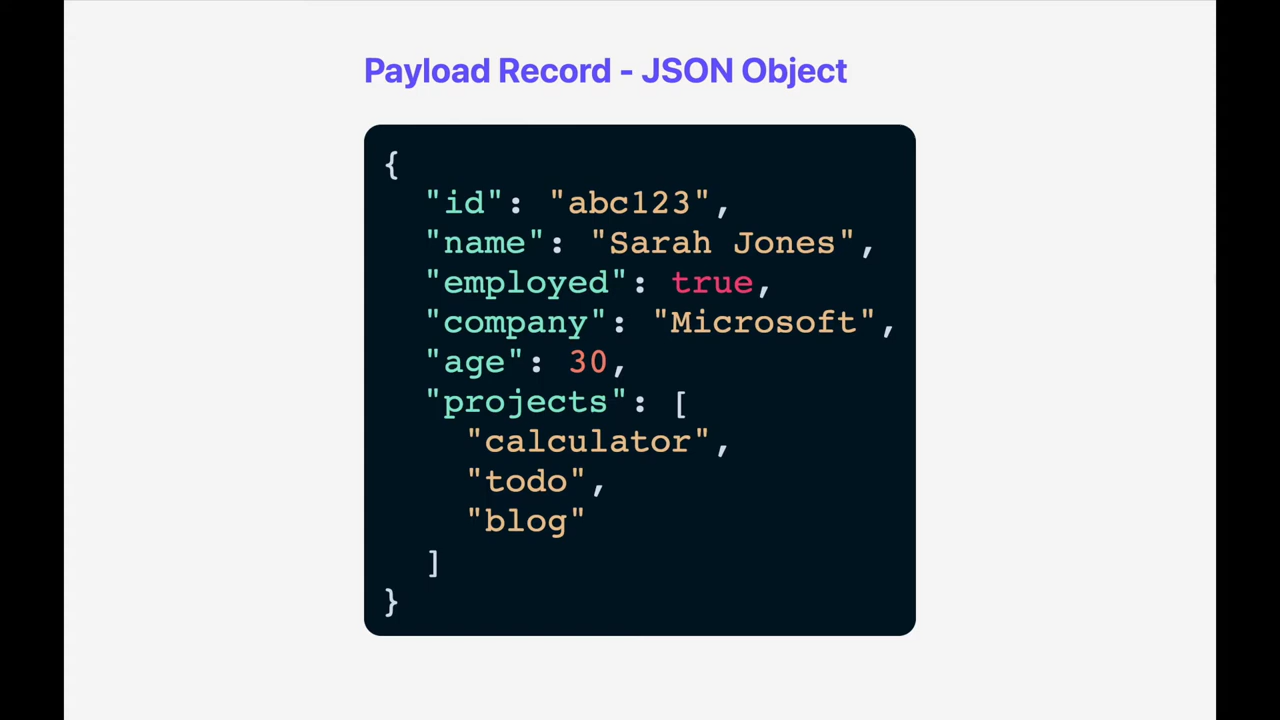 Payload Record - JSON Object
{
"id": "abc123",
"name": "Sarah Jones",
"employed": true,
"company": "Microsoft",
"age": 30,
"projects": [
"calculator",
"todo",
"blog"
]
}